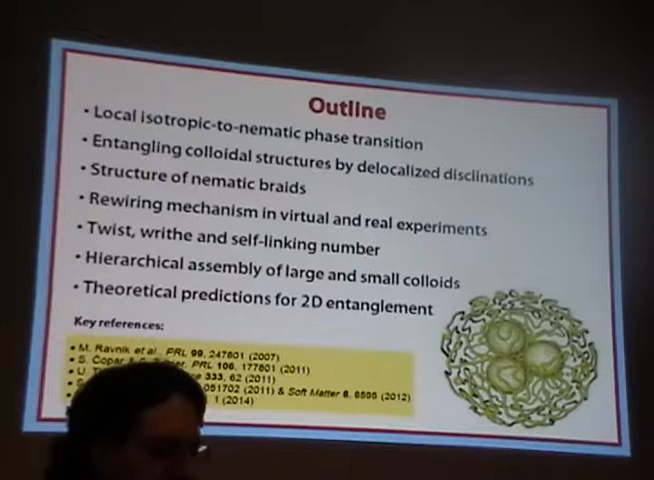 Outline
• Local isotropic-to-nematic phase transition
• Entangling colloidal structures by delocalized disclinations
• Structure of nematic braids
• Rewiring mechanism in virtual and real experiments
• Twist, writhe and self-linking number
• Hierarchical assembly of large and small colloids
• Theoretical predictions for 2D entanglement
Key references:
• M. Ravnik et al., PRL 99, 247801 (2007)
• S. Čopar PRL 106, 177801 (2011)
• U. 333, 62 (2011)
051702 (2011) & Soft Matter 8, 8595 (2012)
1 (2014)